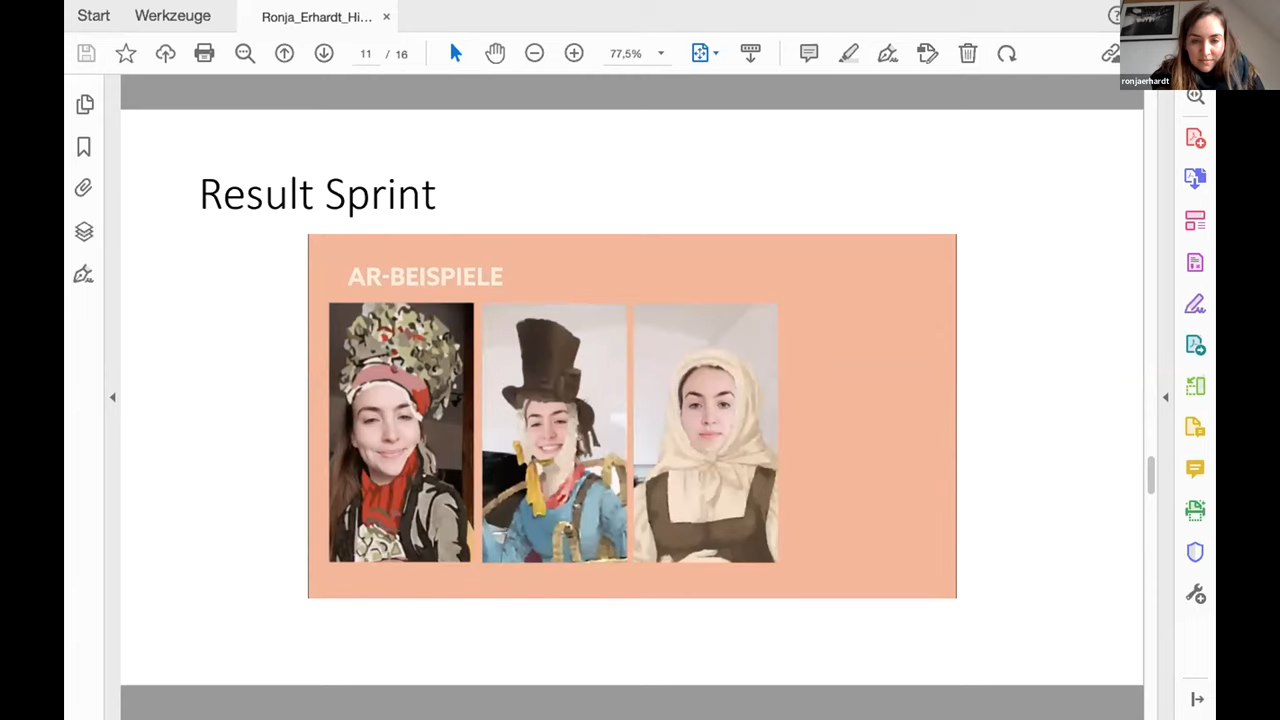 Start Werkzeuge Ronja_Erhardt_Hi... ×
11 / 16 77,5%
ronjaerhardt
Result Sprint
AR-BEISPIELE